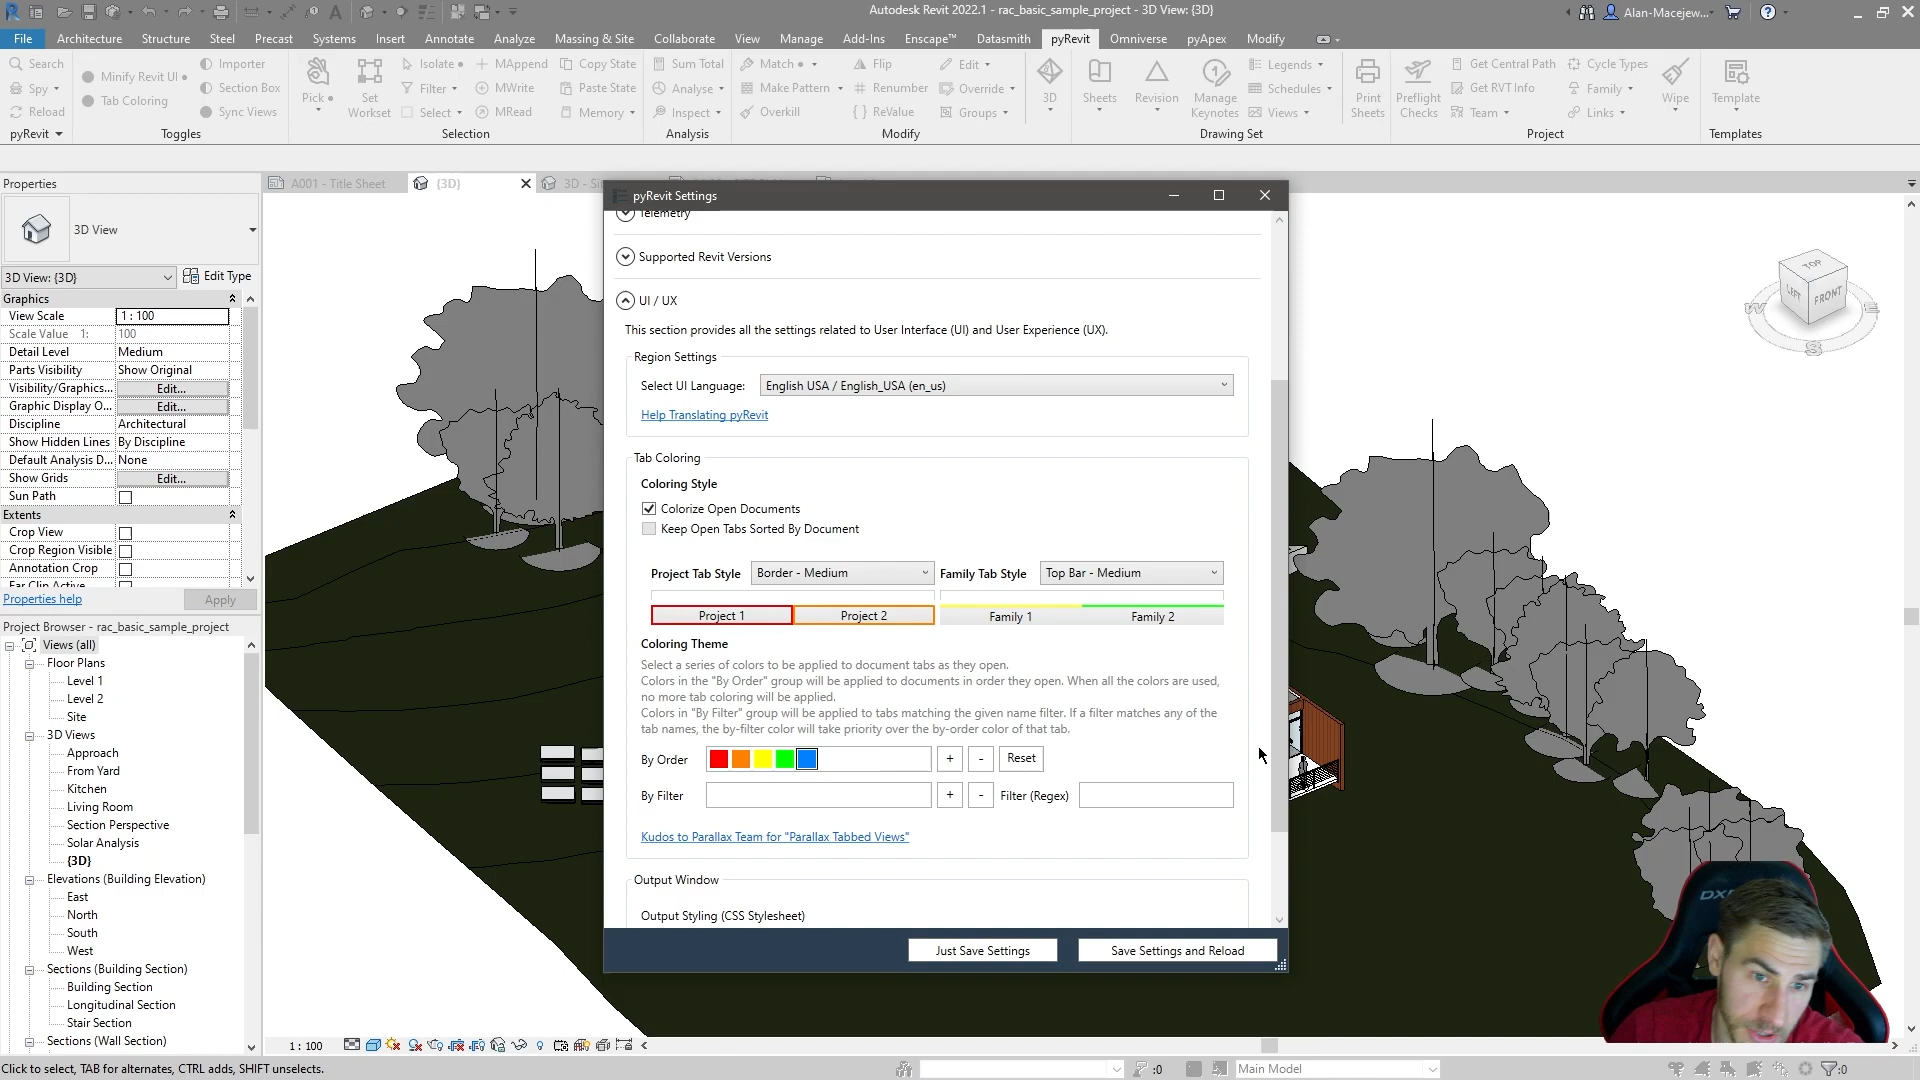 Autodesk Revit 2022.1 - rac_basic_sample_project - 3D View: {3D}
Alan-Macejew...
File Architecture Structure Steel Precast Systems Insert Annotate Analyze Massing & Site Collaborate View Manage Add-Ins Enscape™ Datasmith pyRevit Omniverse pyApex Modify
Search
Spy
Reload
pyRevit
Minify Revit UI
Tab Coloring
Importer
Section Box
Sync Views
Toggles
Pick
Set Workset
Isolate
Filter
Select
MAppend
MWrite
MRead
Copy State
Paste State
Memory
Selection
Sum Total
Analyse
Inspect
Analysis
Match
Make Pattern
Overkill
Flip
Renumber
ReValue
Edit
Override
Groups
Modify
3D
Sheets
Revision
Manage Keynotes
Legends
Schedules
Views
Drawing Set
Print Sheets
Preflight Checks
Get Central Path
Get RVT Info
Team
Cycle Types
Family
Links
Wipe
Project
Template
Templates
Properties
A001 - Title Sheet
{3D}
3D View
3D View: {3D}
Edit Type
Graphics
View Scale 1 : 100
Scale Value 1: 100
Detail Level Medium
Parts Visibility Show Original
Visibility/Graphics... Edit...
Graphic Display O... Edit...
Discipline Architectural
Show Hidden Lines By Discipline
Default Analysis D... None
Show Grids Edit...
Sun Path
Extents
Crop View
Crop Region Visible
Annotation Crop
Far Clip Active
Properties help
Apply
Project Browser - rac_basic_sample_project
Views (all)
Floor Plans
Level 1
Level 2
Site
3D Views
Approach
From Yard
Kitchen
Living Room
Section Perspective
Solar Analysis
{3D}
Elevations (Building Elevation)
East
North
South
West
Sections (Building Section)
Building Section
Longitudinal Section
Stair Section
Sections (Wall Section)
pyRevit Settings
Telemetry
Supported Revit Versions
UI / UX
This section provides all the settings related to User Interface (UI) and User Experience (UX).
Region Settings
Select UI Language: English USA / English_USA (en_us)
Help Translating pyRevit
Tab Coloring
Coloring Style
Colorize Open Documents
Keep Open Tabs Sorted By Document
Project Tab Style Border - Medium Family Tab Style Top Bar - Medium
Project 1 Project 2 Family 1 Family 2
Coloring Theme
Select a series of colors to be applied to document tabs as they open.
Colors in the "By Order" group will be applied to documents in order they open. When all the colors are used,
no more tab coloring will be applied.
Colors in "By Filter" group will be applied to tabs matching the given name filter. If a filter matches any of the
tab names, the by-filter color will take priority over the by-order color of that tab.
By Order + - Reset
By Filter + - Filter (Regex)
Kudos to Parallax Team for "Parallax Tabbed Views"
Output Window
Output Styling (CSS Stylesheet)
Just Save Settings Save Settings and Reload
TOP
LEFT FRONT
W E
S
DXR
1 : 100
Click to select, TAB for alternates, CTRL adds, SHIFT unselects.
:0
Main Model
:0